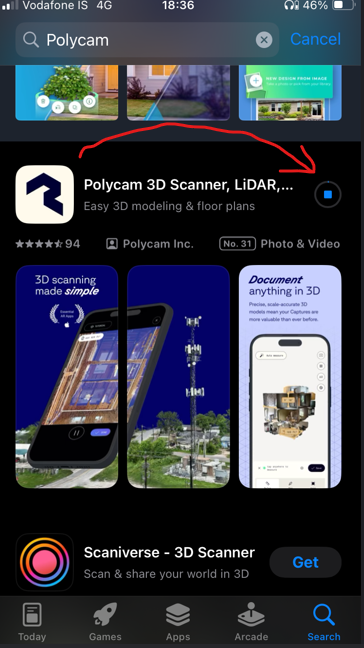 Vodafone IS 4G 18:36 46%
Polycam Cancel
NEW DESIGN FROM IMAGE
Polycam 3D Scanner, LiDAR,...
Easy 3D modeling & floor plans
94 Polycam Inc. No. 31 Photo & Video
3D scanning
made simple
Document
anything in 3D
Precise, scale-accurate 3D
models mean your Captures are
more valuable than ever before.
Scaniverse - 3D Scanner
Scan & share your world in 3D
Get
Today Games Apps Arcade Search